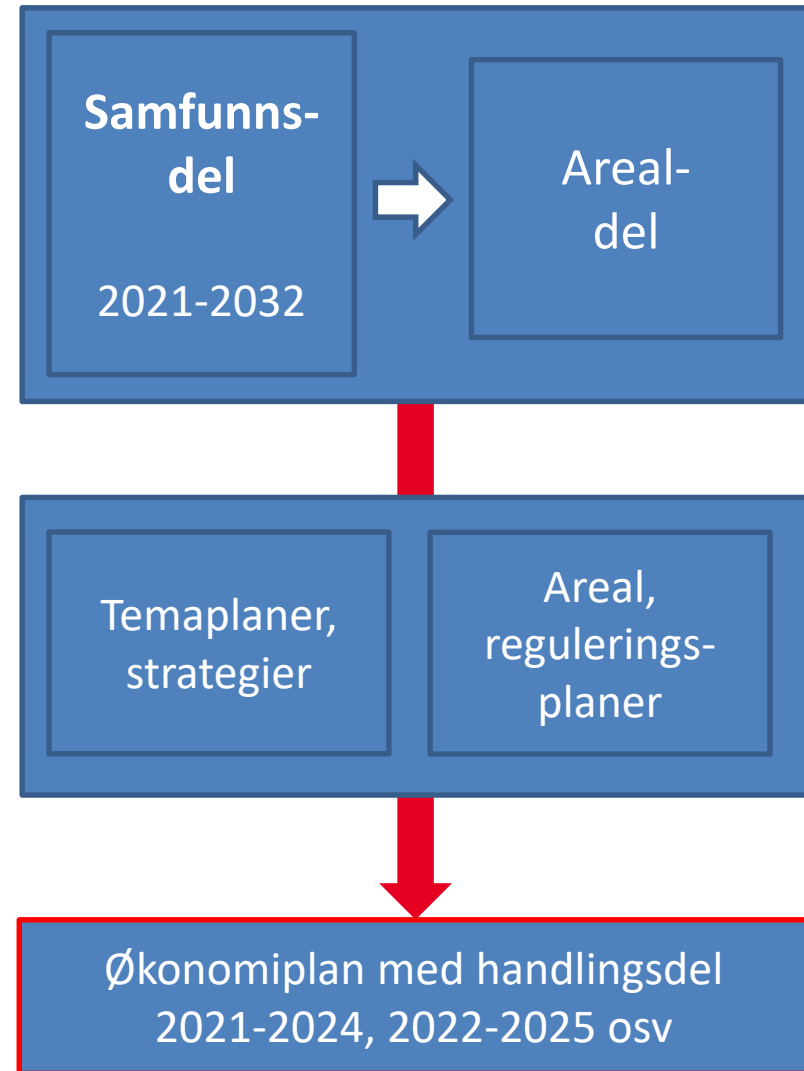 Samfunns-
del
2021-2032
Areal-
del
Temaplaner,
strategier
Areal,
regulerings-
planer
Økonomiplan med handlingsdel
2021-2024, 2022-2025 osv